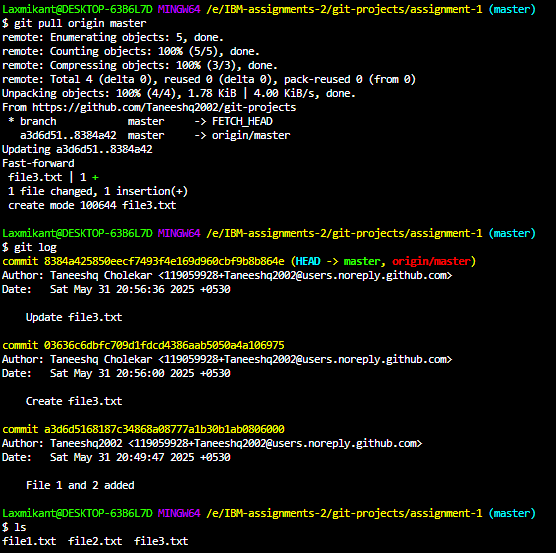 Laxmikant@DESKTOP-63B6L7D MINGW64 /e/IBM-assignments-2/git-projects/assignment-1 (master)
$ git pull origin master
remote: Enumerating objects: 5, done.
remote: Counting objects: 100% (5/5), done.
remote: Compressing objects: 100% (3/3), done.
remote: Total 4 (delta 0), reused 0 (delta 0), pack-reused 0 (from 0)
Unpacking objects: 100% (4/4), 1.78 KiB | 4.00 KiB/s, done.
From https://github.com/Taneeshq2002/git-projects
 * branch            master     -> FETCH_HEAD
   a3d6d51..8384a42  master     -> origin/master
Updating a3d6d51..8384a42
Fast-forward
 file3.txt | 1 +
 1 file changed, 1 insertion(+)
 create mode 100644 file3.txt
Laxmikant@DESKTOP-63B6L7D MINGW64 /e/IBM-assignments-2/git-projects/assignment-1 (master)
$ git log
commit 8384a425850eecf7493f4e169d960cbf9b8b864e (HEAD -> master, origin/master)
Author: Taneeshq Cholekar <119059928+Taneeshq2002@users.noreply.github.com>
Date:   Sat May 31 20:56:36 2025 +0530
    Update file3.txt
commit 03636c6dbfc709d1fdcd4386aab5050a4a106975
Author: Taneeshq Cholekar <119059928+Taneeshq2002@users.noreply.github.com>
Date:   Sat May 31 20:56:00 2025 +0530
    Create file3.txt
commit a3d6d5168187c34868a08777a1b30b1ab0806000
Author: Taneeshq2002 <119059928+Taneeshq2002@users.noreply.github.com>
Date:   Sat May 31 20:49:47 2025 +0530
    File 1 and 2 added
Laxmikant@DESKTOP-63B6L7D MINGW64 /e/IBM-assignments-2/git-projects/assignment-1 (master)
$ ls
file1.txt  file2.txt  file3.txt